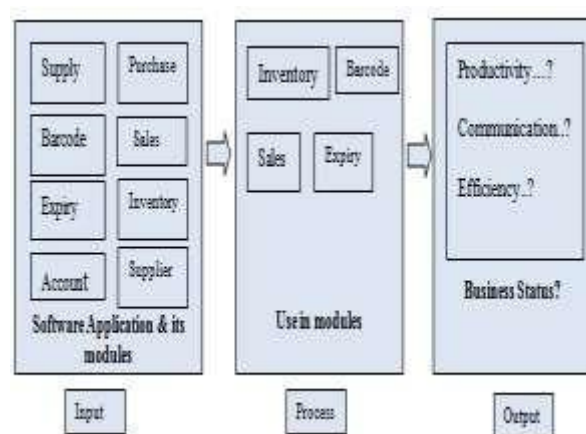 Supply
Purchase
Barcode
Sales
Expiry
Inventory
Account
Supplier
Software Application & its
modules
Inventory
Barcode
Sales
Expiry
Use in modules
Productivity....?
Communication..?
Efficiency..?
Business Status?
Input
Process
Output